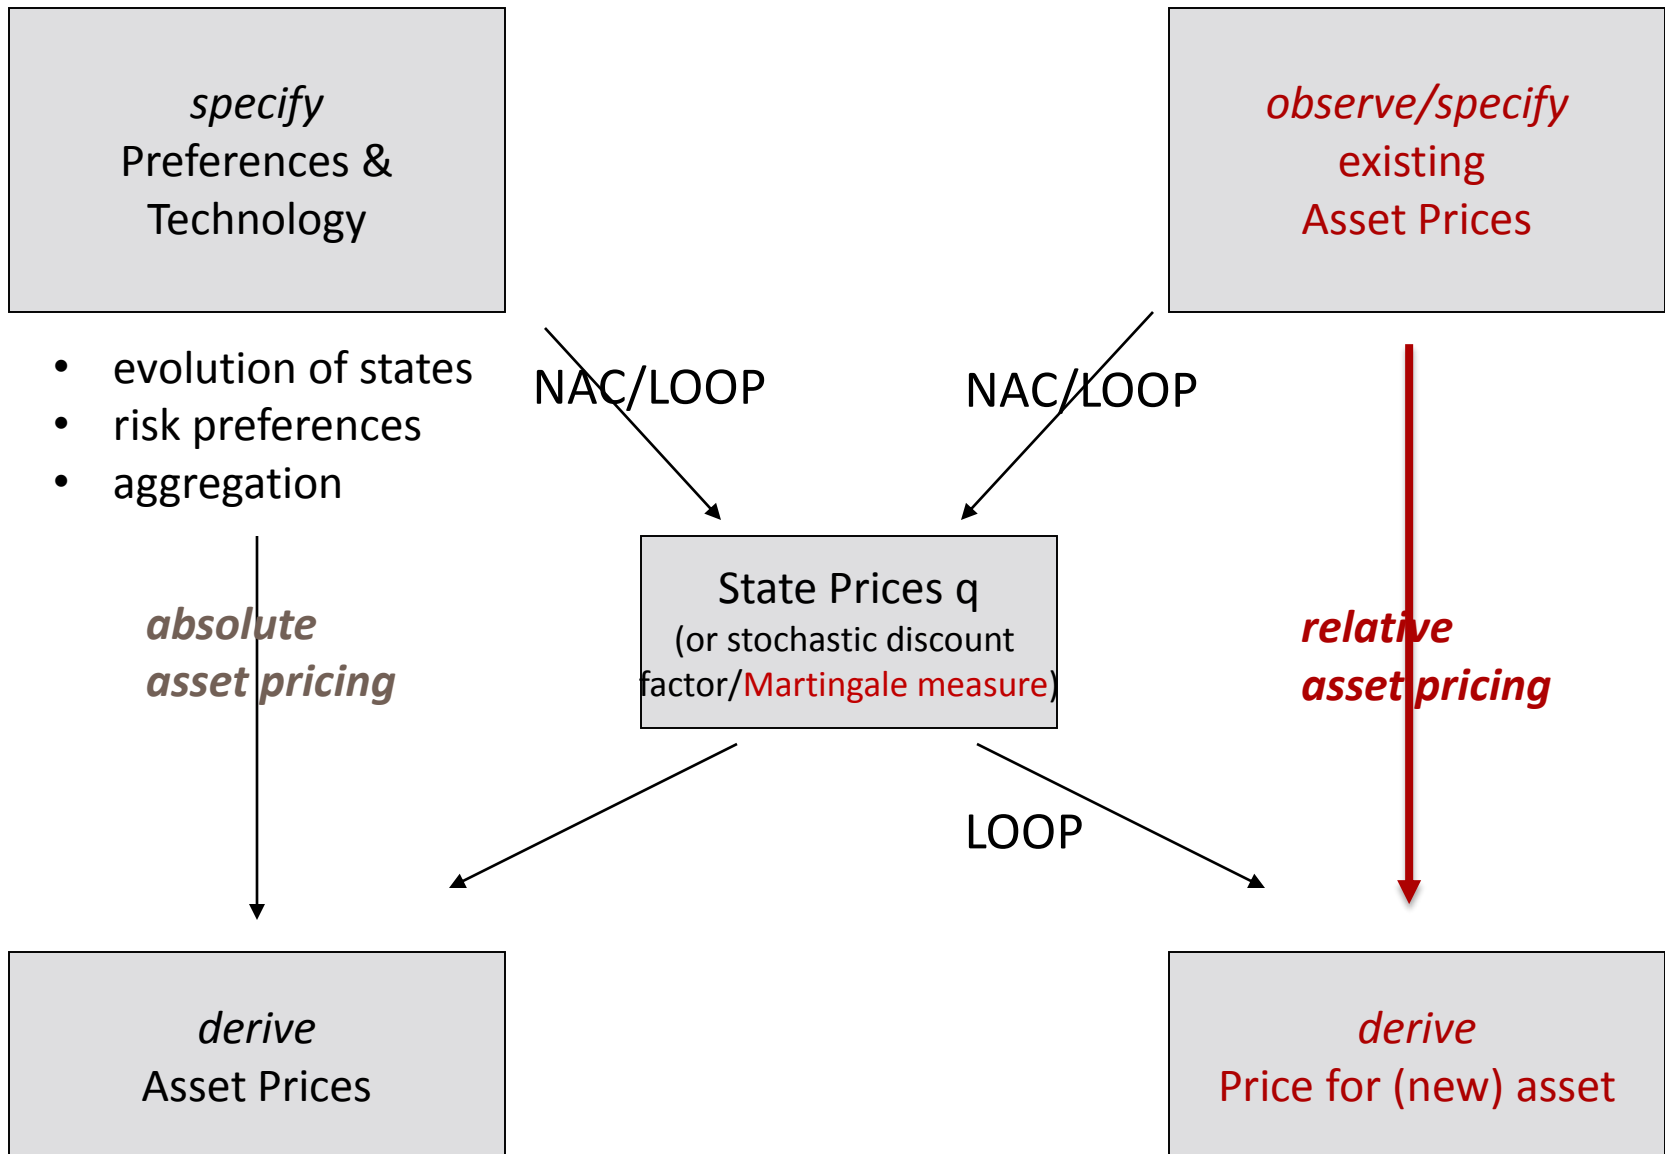 specify
Preferences &
Technology
observe/specify
existing
Asset Prices
• evolution of states
• risk preferences
• aggregation
NAC/LOOP
NAC/LOOP
State Prices q
(or stochastic discount
factor/Martingale measure)
absolute
asset pricing
relative
asset pricing
LOOP
derive
Asset Prices
derive
Price for (new) asset